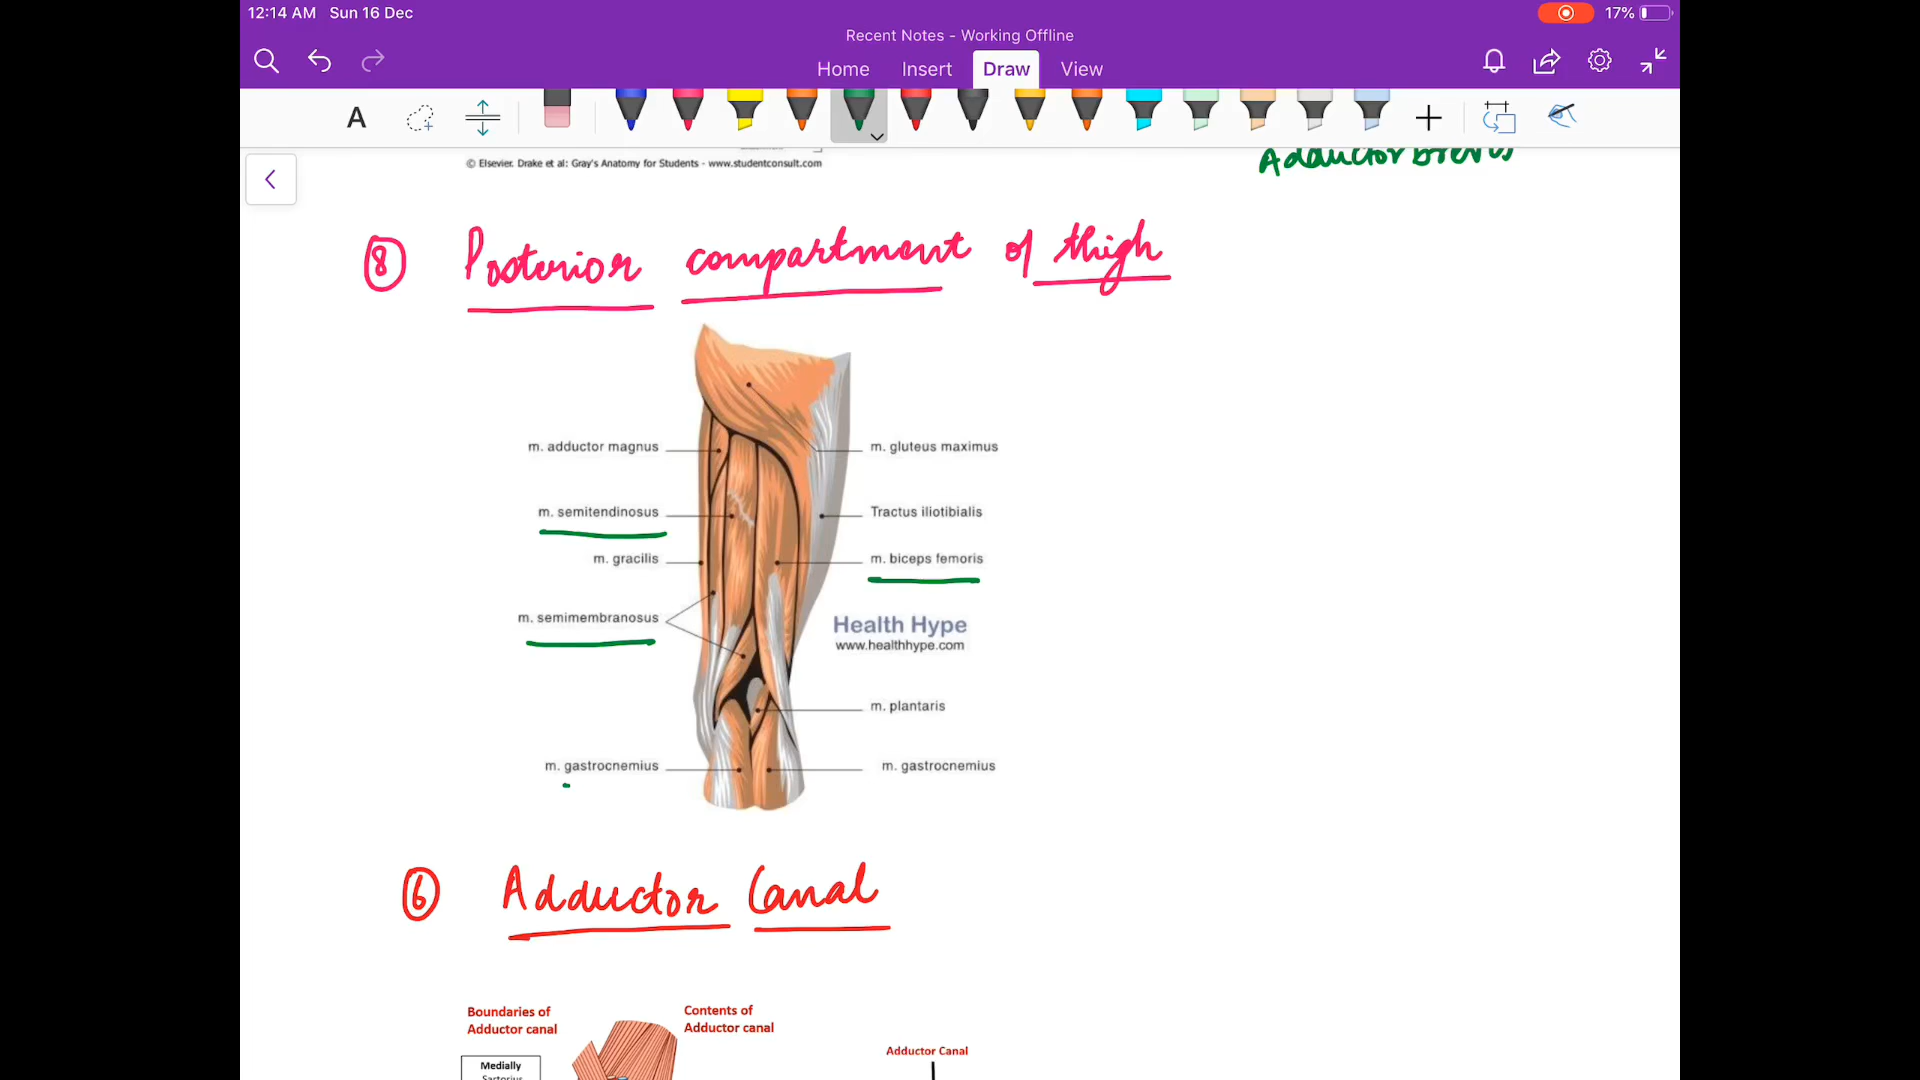 12:14 AM Sun 16 Dec
17%
Recent Notes - Working Offline
Home Insert Draw View
A
© Elsevier. Drake et al: Gray's Anatomy for Students - www.studentconsult.com
Adductor brevis
8 Posterior compartment of thigh
m. adductor magnus
m. gluteus maximus
m. semitendinosus
Tractus iliotibialis
m. gracilis
m. biceps femoris
m. semimembranosus
Health Hype
www.healthhype.com
m. plantaris
m. gastrocnemius
m. gastrocnemius
6 Adductor Canal
Boundaries of
Adductor canal
Contents of
Adductor canal
Adductor Canal
Medially
Sartorius